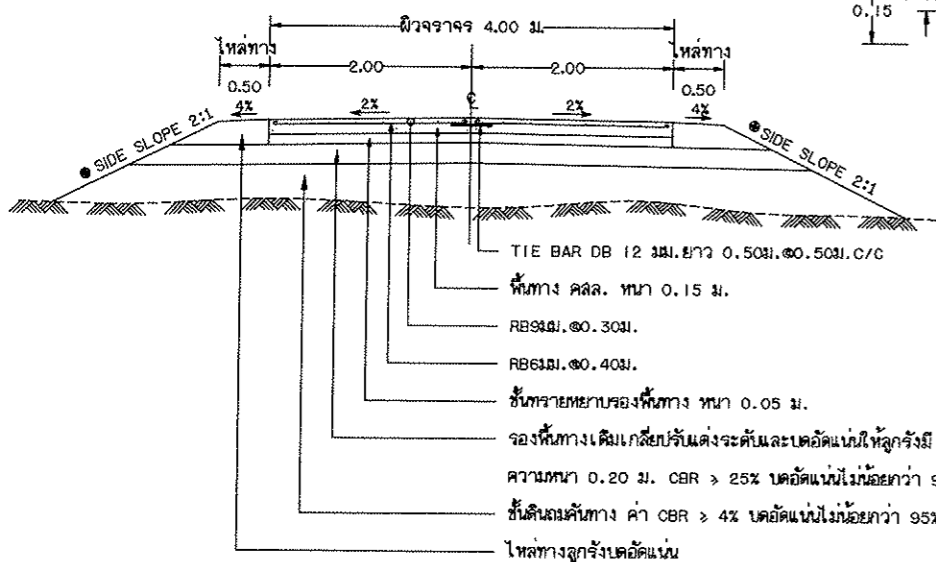 0.15
ผิวจราจร 4.00 ม.
ไหล่ทาง
ไหล่ทาง
2.00
2.00
0.50
0.50
4%
2%
℄
2%
4%
SIDE SLOPE 2:1
SIDE SLOPE 2:1
TIE BAR DB 12 มม.ยาว 0.50ม.@0.50ม.C/C
พื้นทาง คสล. หนา 0.15 ม.
RB9มม.@0.30ม.
RB6มม.@0.40ม.
ชั้นทรายหยาบรองพื้นทาง หนา 0.05 ม.
รองพื้นทางเดิมเกลี่ยปรับแต่งระดับและบดอัดแน่นให้ลูกรังมี
ความหนา 0.20 ม. CBR > 25% บดอัดแน่นไม่น้อยกว่า 9
ชั้นดินถมคันทาง ค่า CBR > 4% บดอัดแน่นไม่น้อยกว่า 95%
ไหล่ทางลูกรังบดอัดแน่น